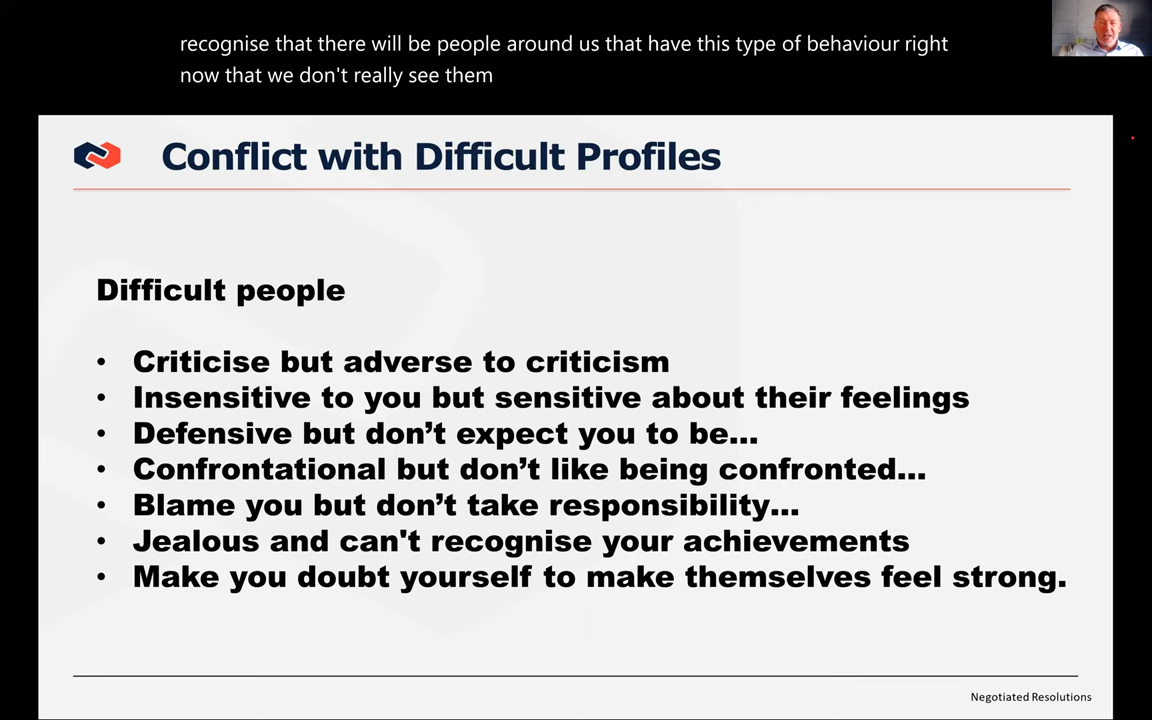 recognise that there will be people around us that have this type of behaviour right
now that we don't really see them
Conflict with Difficult Profiles
Difficult people
• Criticise but adverse to criticism
• Insensitive to you but sensitive about their feelings
• Defensive but don’t expect you to be...
• Confrontational but don’t like being confronted...
• Blame you but don’t take responsibility...
• Jealous and can't recognise your achievements
• Make you doubt yourself to make themselves feel strong.
Negotiated Resolutions